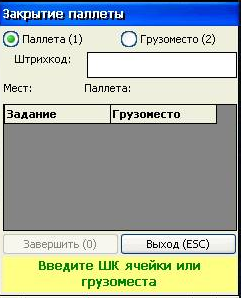 Закрытие паллеты
Паллета (1) Грузоместо (2)
Штрихкод:
Мест: Паллета:
Задание Грузоместо
Завершить (0) Выход (ESC)
Введите ШК ячейки или
грузоместа